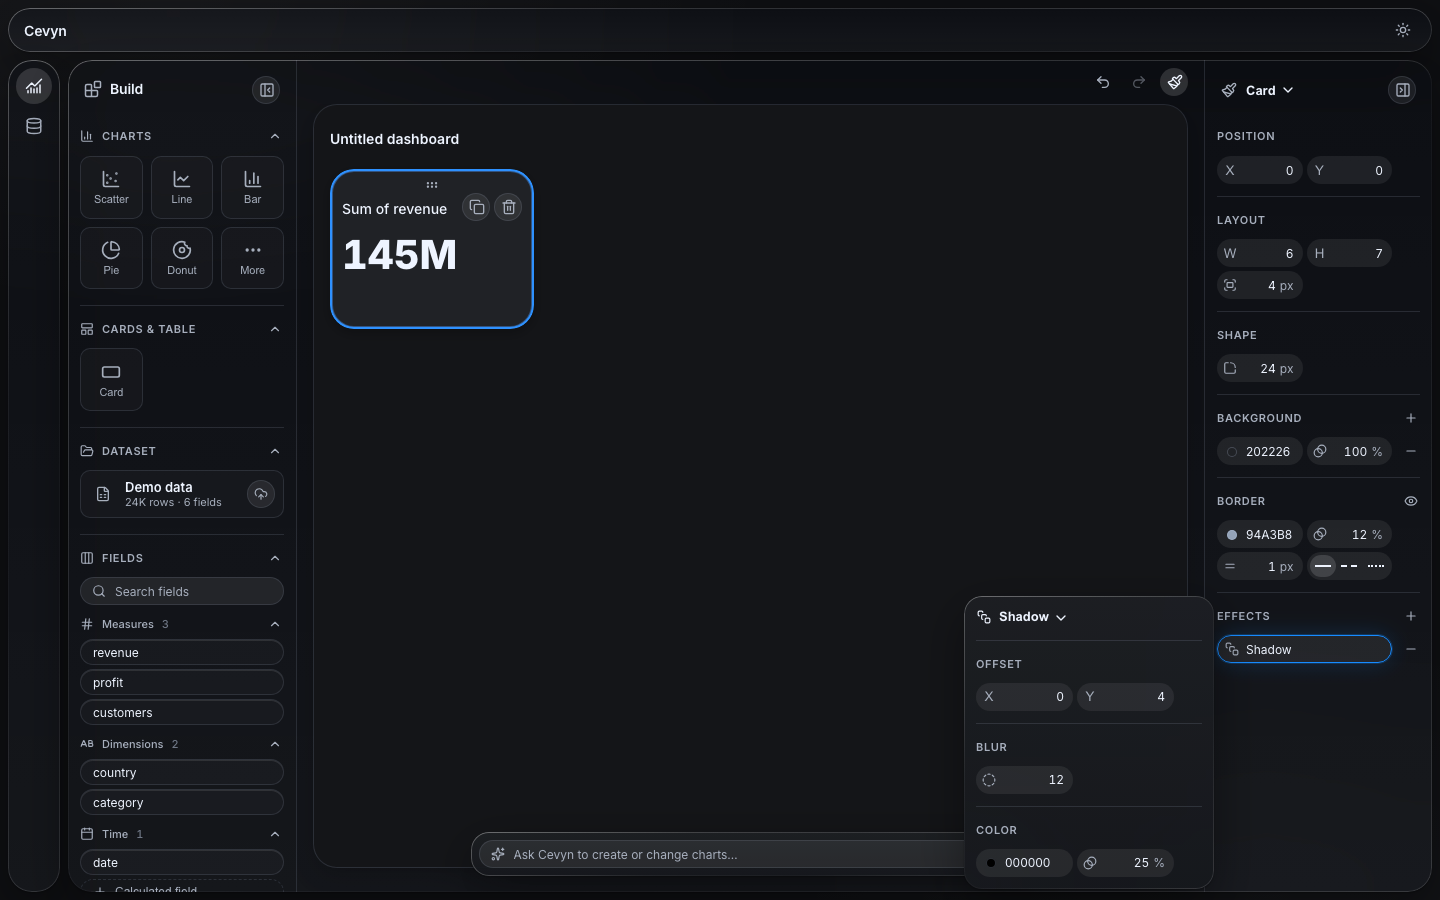 Cevyn
Build
CHARTS
Scatter
Line
Bar
Pie
Donut
More
CARDS & TABLE
Card
DATASET
Demo data
24K rows · 6 fields
FIELDS
Search fields
Measures 3
revenue
profit
customers
AB Dimensions 2
country
category
Time 1
date
Calculated field
Untitled dashboard
Sum of revenue
145M
Ask Cevyn to create or change charts...
Shadow
OFFSET
X 0 Y 4
BLUR
12
COLOR
000000 25 %
Card
POSITION
X 0 Y 0
LAYOUT
W 6 H 7
4 px
SHAPE
24 px
BACKGROUND
202226 100 %
BORDER
94A3B8 12 %
1 px
EFFECTS
Shadow